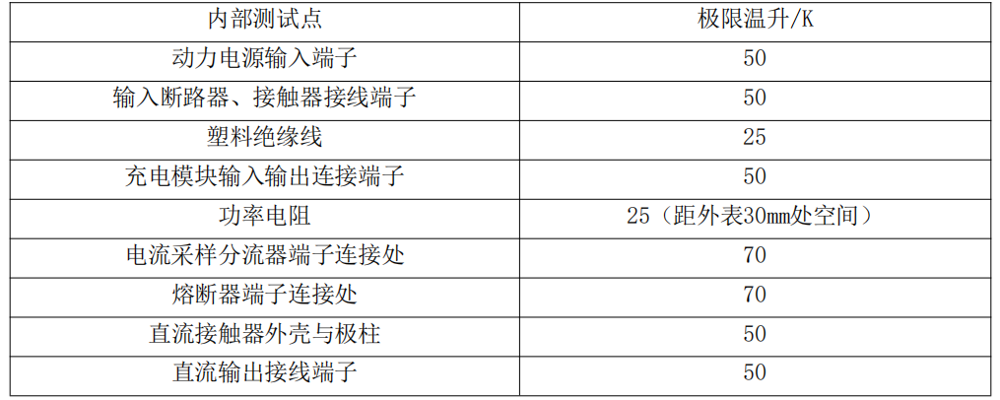 内部测试点 极限温升/K
动力电源输入端子 50
输入断路器、接触器接线端子 50
塑料绝缘线 25
充电模块输入输出连接端子 50
功率电阻 25（距外表30mm处空间）
电流采样分流器端子连接处 70
熔断器端子连接处 70
直流接触器外壳与极柱 50
直流输出接线端子 50